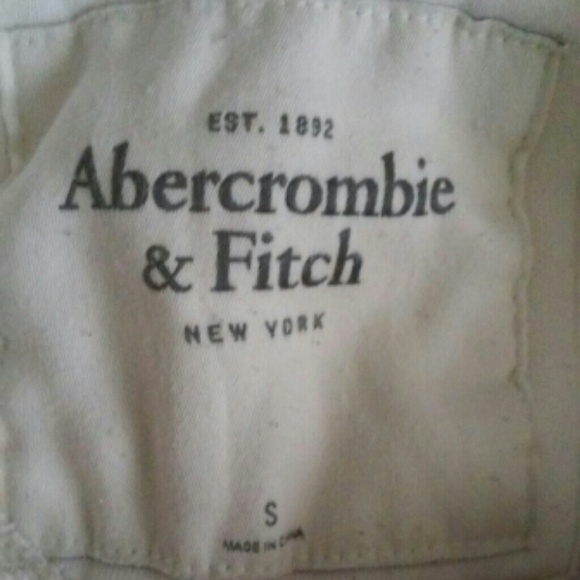 EST. 1892
Abercrombie
& Fitch
NEW YORK
S
MADE IN CHINA